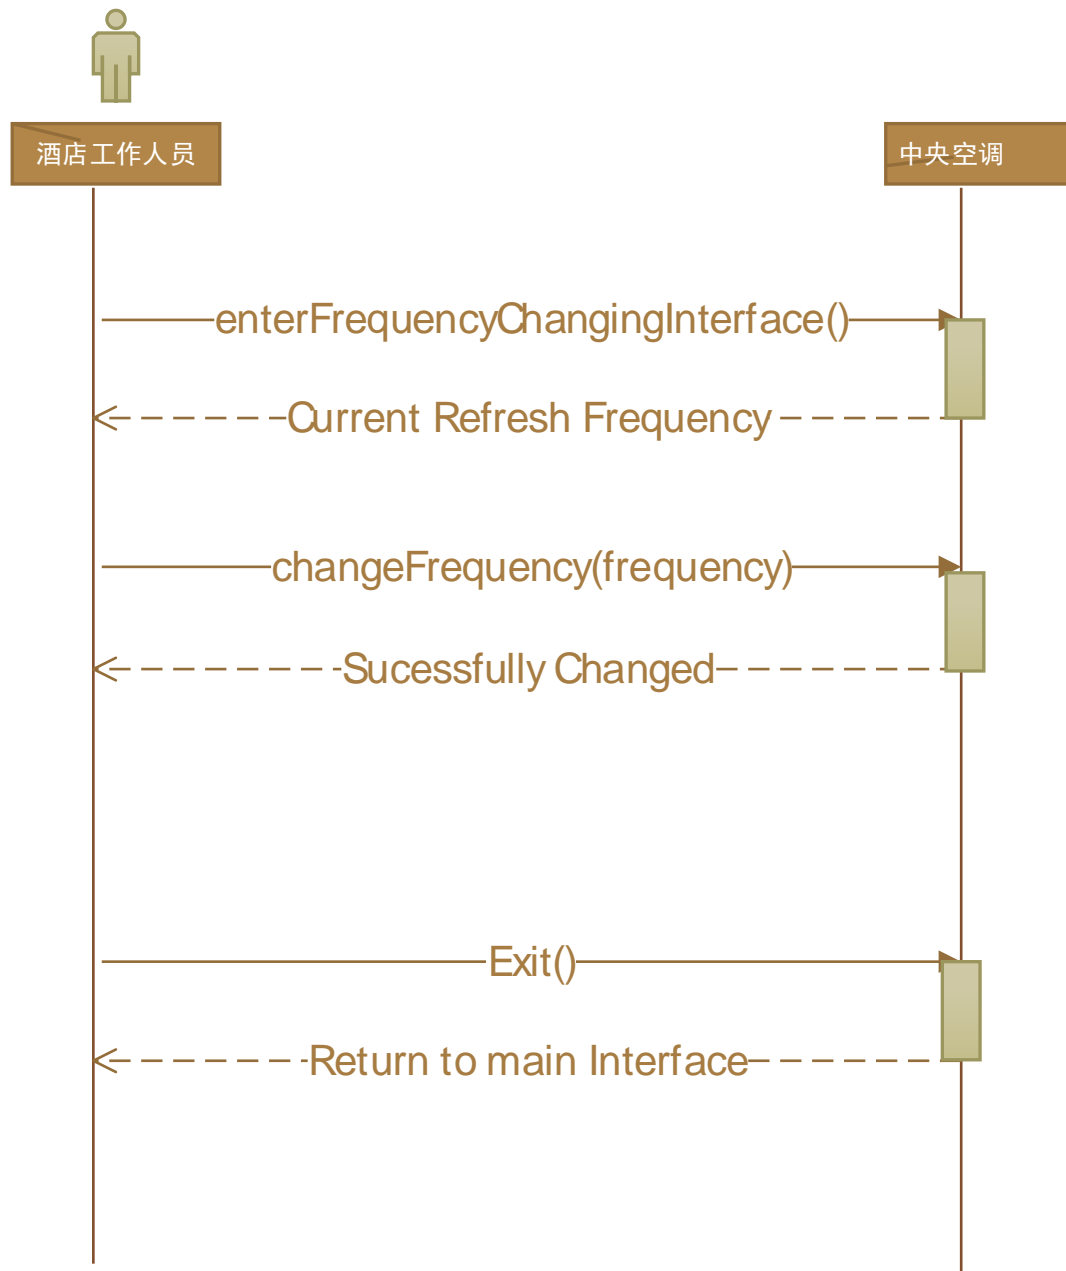 酒店工作人员
中央空调
enterFrequencyChangingInterface()
Current Refresh Frequency
changeFrequency(frequency)
Sucessfully Changed
Exit()
Return to main Interface